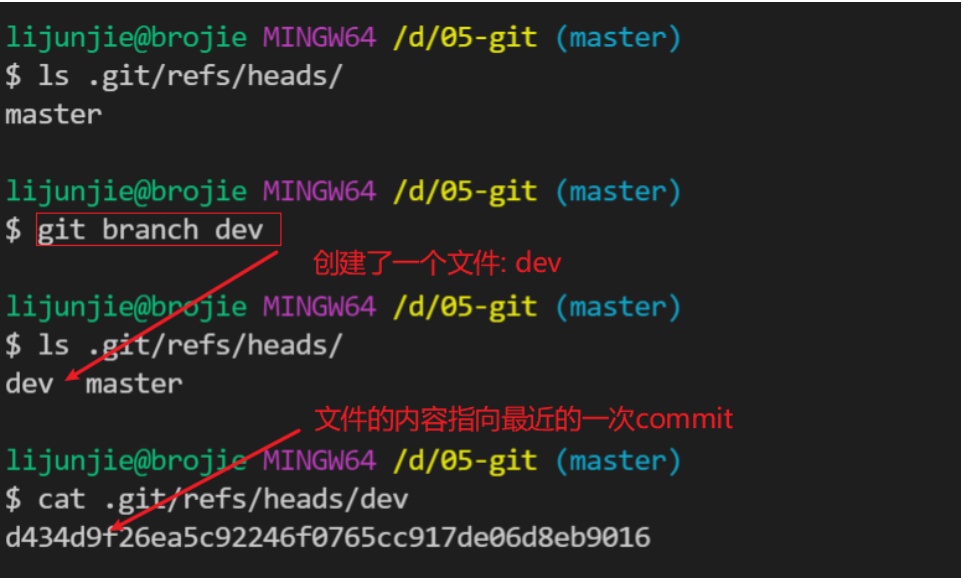 lijunjie@brojie MINGW64 /d/05-git (master)
$ ls .git/refs/heads/
master
lijunjie@brojie MINGW64 /d/05-git (master)
$ git branch dev
创建了一个文件: dev
lijunjie@brojie MINGW64 /d/05-git (master)
$ ls .git/refs/heads/
dev  master
文件的内容指向最近的一次commit
lijunjie@brojie MINGW64 /d/05-git (master)
$ cat .git/refs/heads/dev
d434d9f26ea5c92246f0765cc917de06d8eb9016